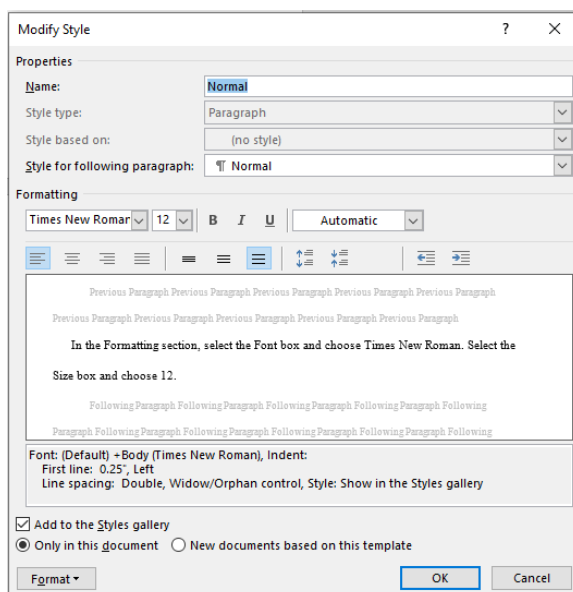 Modify Style ? ×
Properties
Name: Normal
Style type: Paragraph
Style based on: (no style)
Style for following paragraph: ¶ Normal
Formatting
Times New Romar 12 B I U Automatic
Previous Paragraph Previous Paragraph Previous Paragraph Previous Paragraph Previous Paragraph
Previous Paragraph Previous Paragraph Previous Paragraph Previous Paragraph Previous Paragraph
In the Formatting section, select the Font box and choose Times New Roman. Select the
Size box and choose 12.
Following Paragraph Following Paragraph Following Paragraph Following Paragraph Following
Paragraph Following Paragraph Following Paragraph Following Paragraph Following
Font: (Default) +Body (Times New Roman), Indent:
First line: 0.25", Left
Line spacing: Double, Widow/Orphan control, Style: Show in the Styles gallery
Add to the Styles gallery
Only in this document New documents based on this template
Format OK Cancel